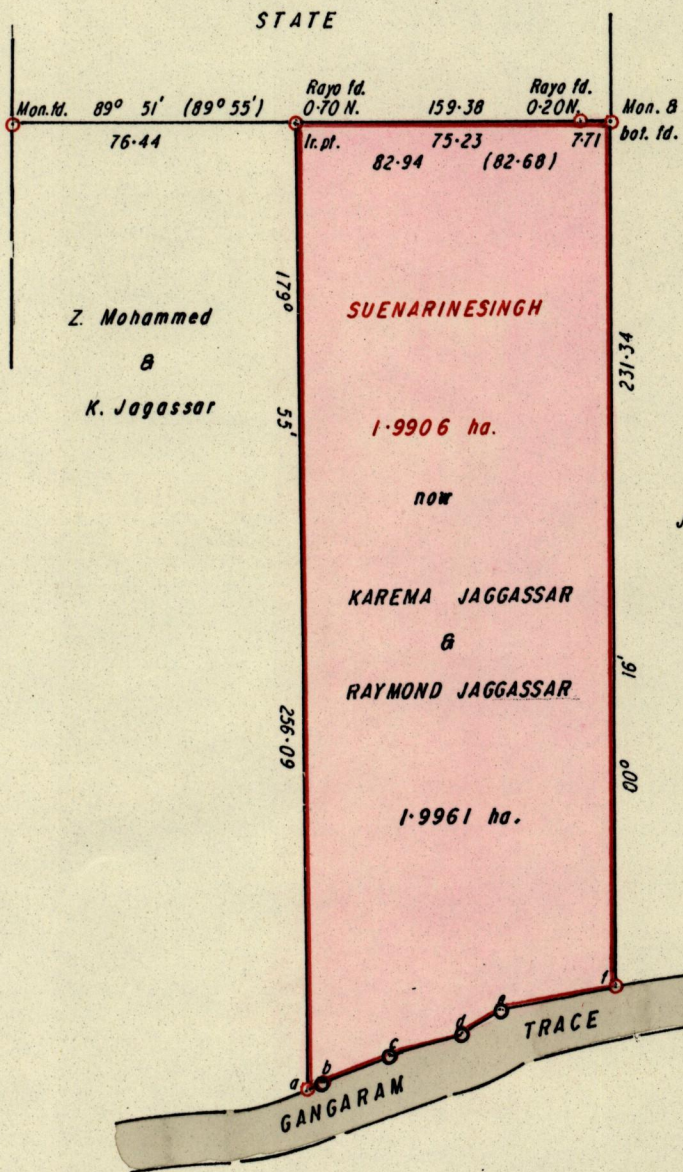 STATE
Mon. fd. 89° 51' (89° 55')
76·44
Rayo fd.
0·70 N.
159·38
Rayo fd.
0·20 N.
Mon. &
bot. fd.
Ir. pt.
75·23
7·71
82·94 (82·68)
179° 55'
256·09
Z. Mohammed
&
K. Jagassar
SUENARINESINGH
1·9906 ha.
now
KAREMA JAGGASSAR
&
RAYMOND JAGGASSAR
1·9961 ha.
231·34
00° 16'
J
a
b
c
d
e
f
GANGARAM TRACE